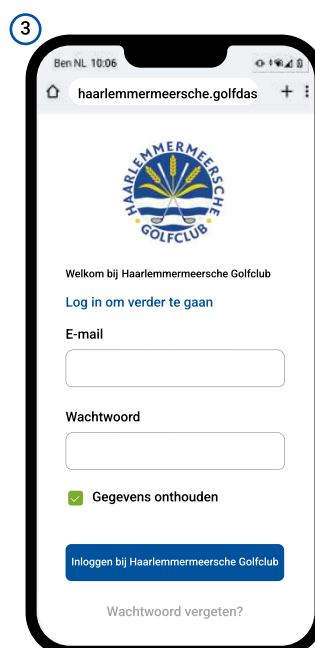 3
Ben NL 10:06
haarlemmermeersche.golfdas
HAARLEMMERMEERSCHE
GOLFCLUB
Welkom bij Haarlemmermeersche Golfclub
Log in om verder te gaan
E-mail
Wachtwoord
Gegevens onthouden
Inloggen bij Haarlemmermeersche Golfclub
Wachtwoord vergeten?